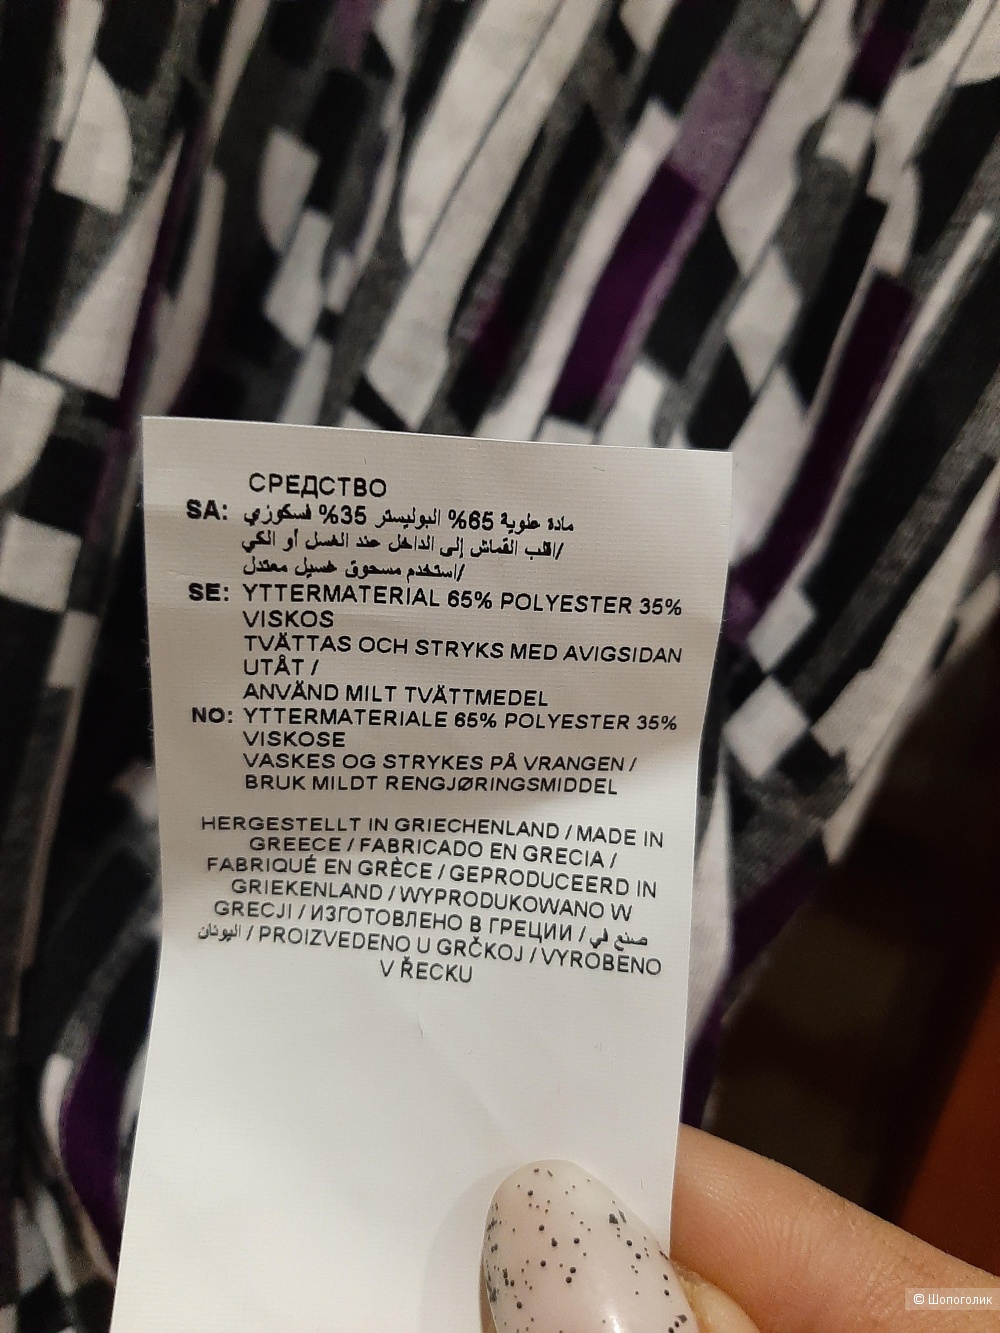 СРЕДСТВО
SA: مادة علوية 65% البوليستر 35% فسكوزي
اقلب القماش إلى الداخل عند الغسل أو الكي/
استخدم مسحوق غسيل معتدل/
SE: YTTERMATERIAL 65% POLYESTER 35%
VISKOS
TVÄTTAS OCH STRYKS MED AVIGSIDAN
UTÅT /
ANVÄND MILT TVÄTTMEDEL
NO: YTTERMATERIALE 65% POLYESTER 35%
VISKOSE
VASKES OG STRYKES PÅ VRANGEN /
BRUK MILDT RENGJØRINGSMIDDEL
HERGESTELLT IN GRIECHENLAND / MADE IN
GREECE / FABRICADO EN GRECIA /
FABRIQUÉ EN GRÈCE / GEPRODUCEERD IN
GRIEKENLAND / WYPRODUKOWANO W
GRECJI / ИЗГОТОВЛЕНО В ГРЕЦИИ / صنع في
اليونان / PROIZVEDENO U GRČKOJ / VYROBENO
V ŘECKU
© Шопоголик